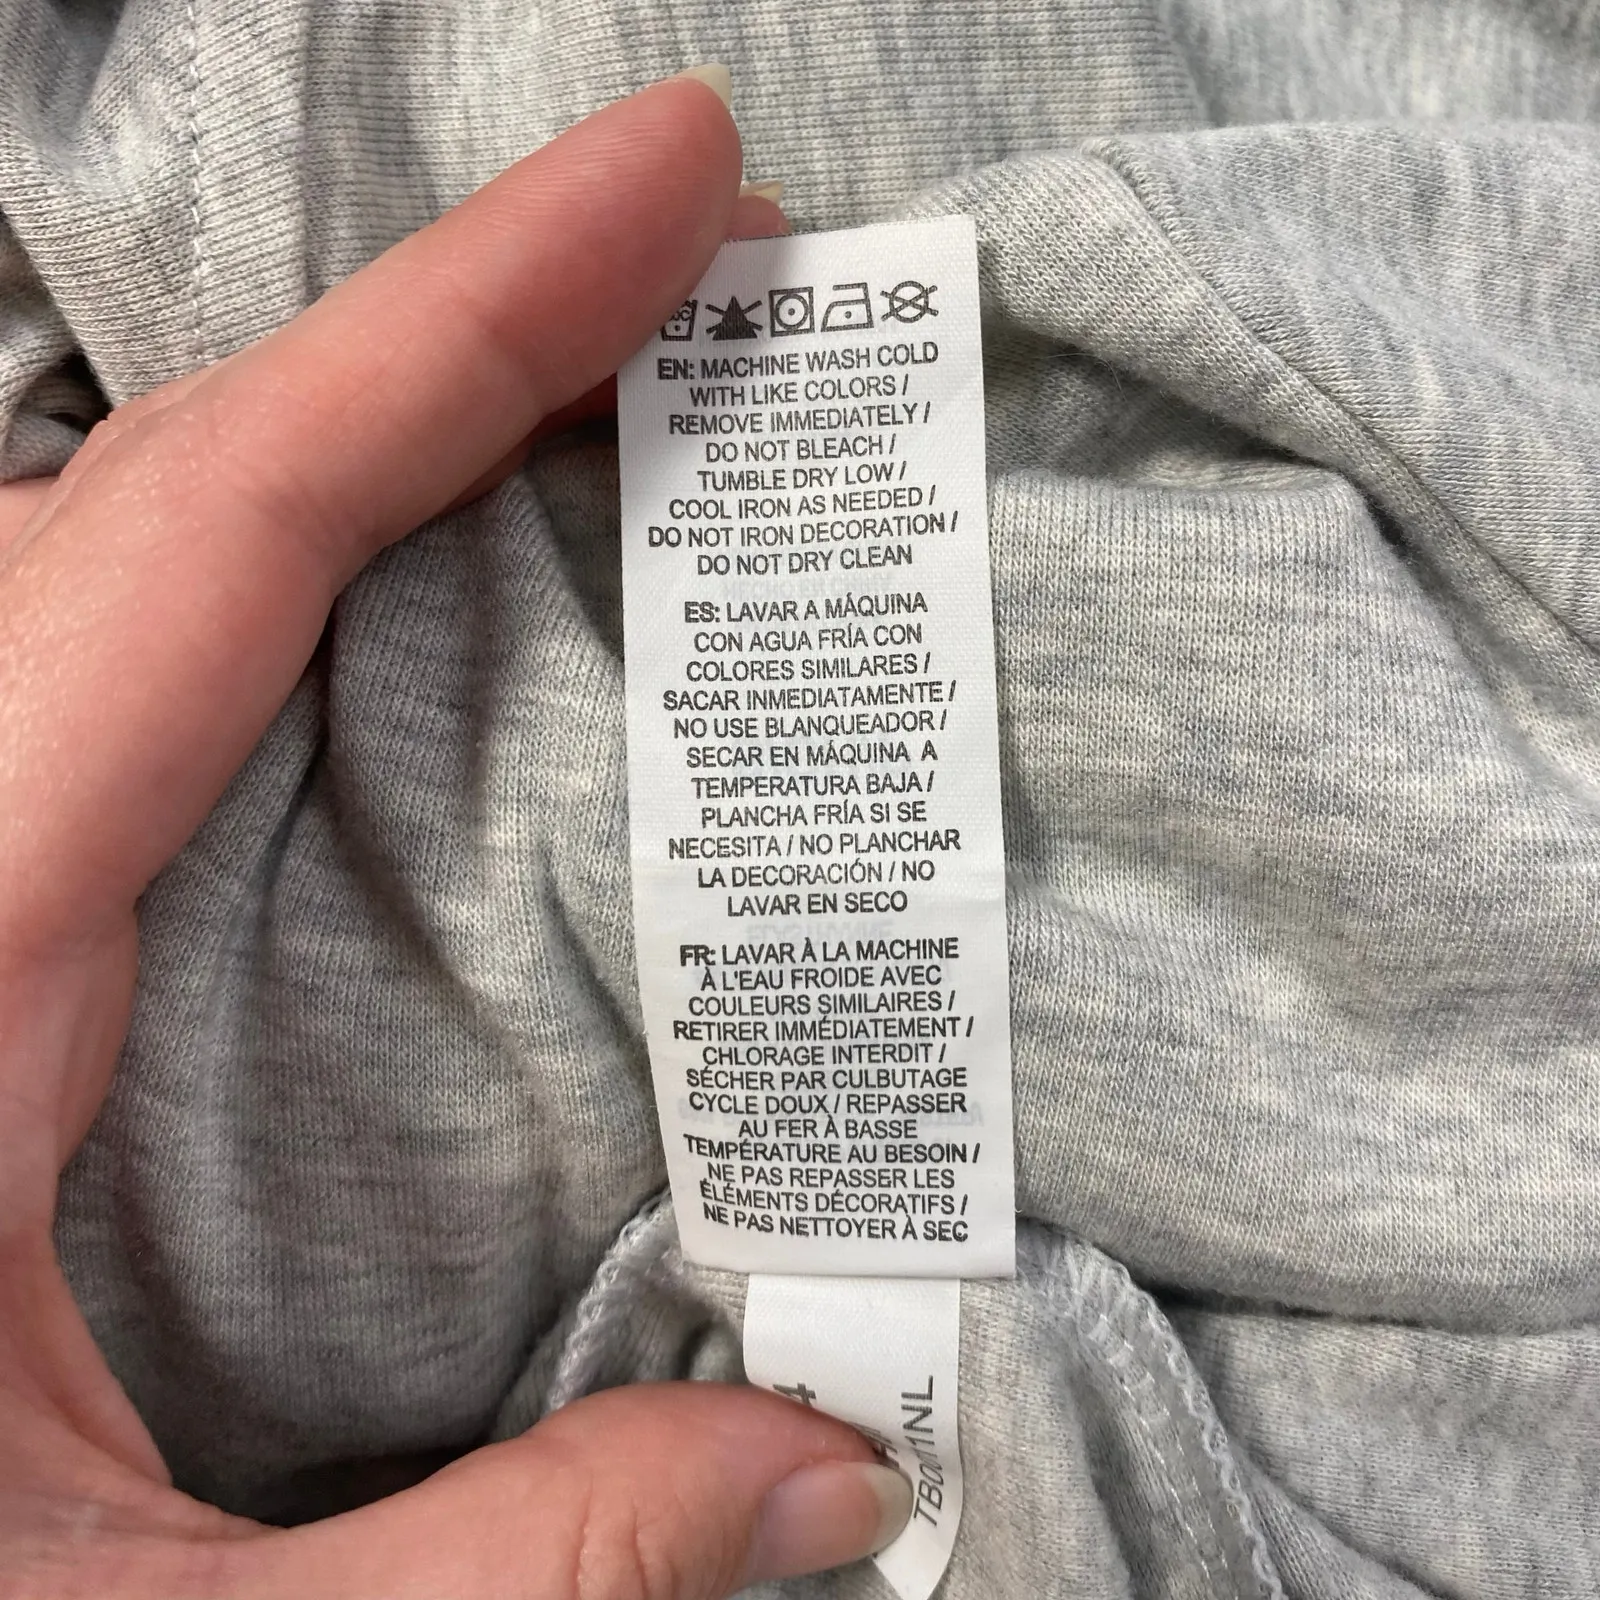 EN: MACHINE WASH COLD
WITH LIKE COLORS /
REMOVE IMMEDIATELY /
DO NOT BLEACH /
TUMBLE DRY LOW /
COOL IRON AS NEEDED /
DO NOT IRON DECORATION /
DO NOT DRY CLEAN
ES: LAVAR A MÁQUINA
CON AGUA FRÍA CON
COLORES SIMILARES /
SACAR INMEDIATAMENTE /
NO USE BLANQUEADOR /
SECAR EN MÁQUINA A
TEMPERATURA BAJA /
PLANCHA FRÍA SI SE
NECESITA / NO PLANCHAR
LA DECORACIÓN / NO
LAVAR EN SECO
FR: LAVAR À LA MACHINE
À L'EAU FROIDE AVEC
COULEURS SIMILAIRES /
RETIRER IMMÉDIATEMENT /
CHLORAGE INTERDIT /
SÉCHER PAR CULBUTAGE
CYCLE DOUX / REPASSER
AU FER À BASSE
TEMPÉRATURE AU BESOIN /
NE PAS REPASSER LES
ÉLÉMENTS DÉCORATIFS /
NE PAS NETTOYER À SEC